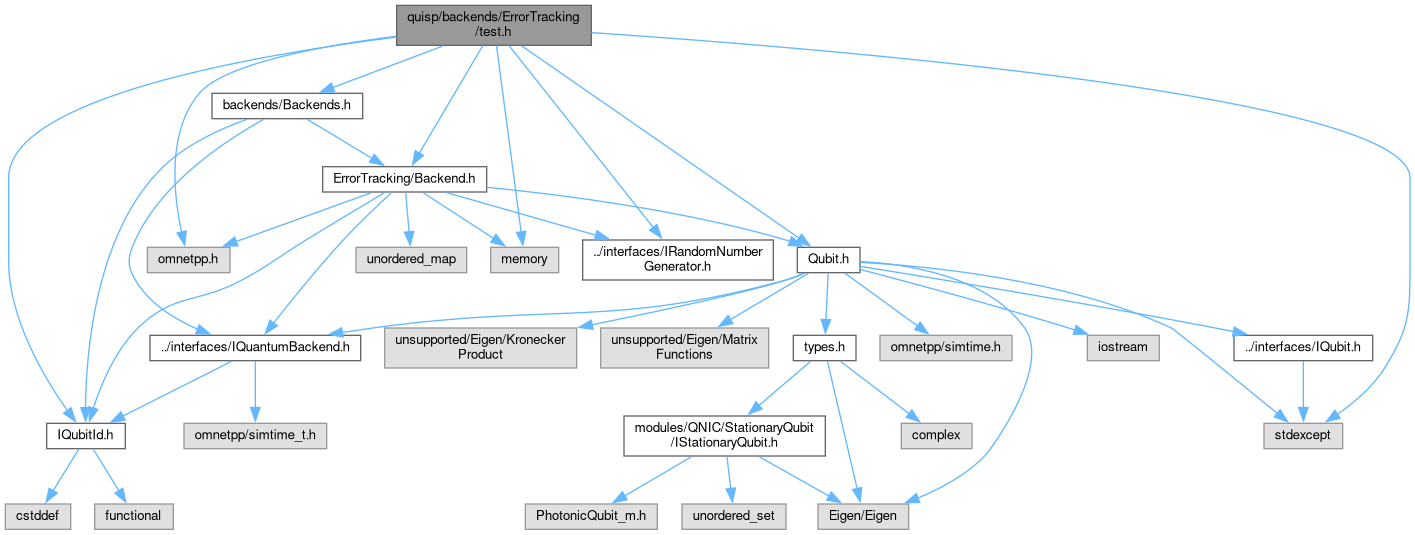 quisp/backends/ErrorTracking
/test.h
backends/Backends.h
ErrorTracking/Backend.h
omnetpp.h
unordered_map
memory
../interfaces/IRandomNumber
Generator.h
Qubit.h
../interfaces/IQuantumBackend.h
unsupported/Eigen/Kronecker
Product
unsupported/Eigen/Matrix
Functions
types.h
omnetpp/simtime.h
iostream
../interfaces/IQubit.h
IQubitId.h
omnetpp/simtime_t.h
modules/QNIC/StationaryQubit
/IStationaryQubit.h
complex
stdexcept
cstddef
functional
PhotonicQubit_m.h
unordered_set
Eigen/Eigen